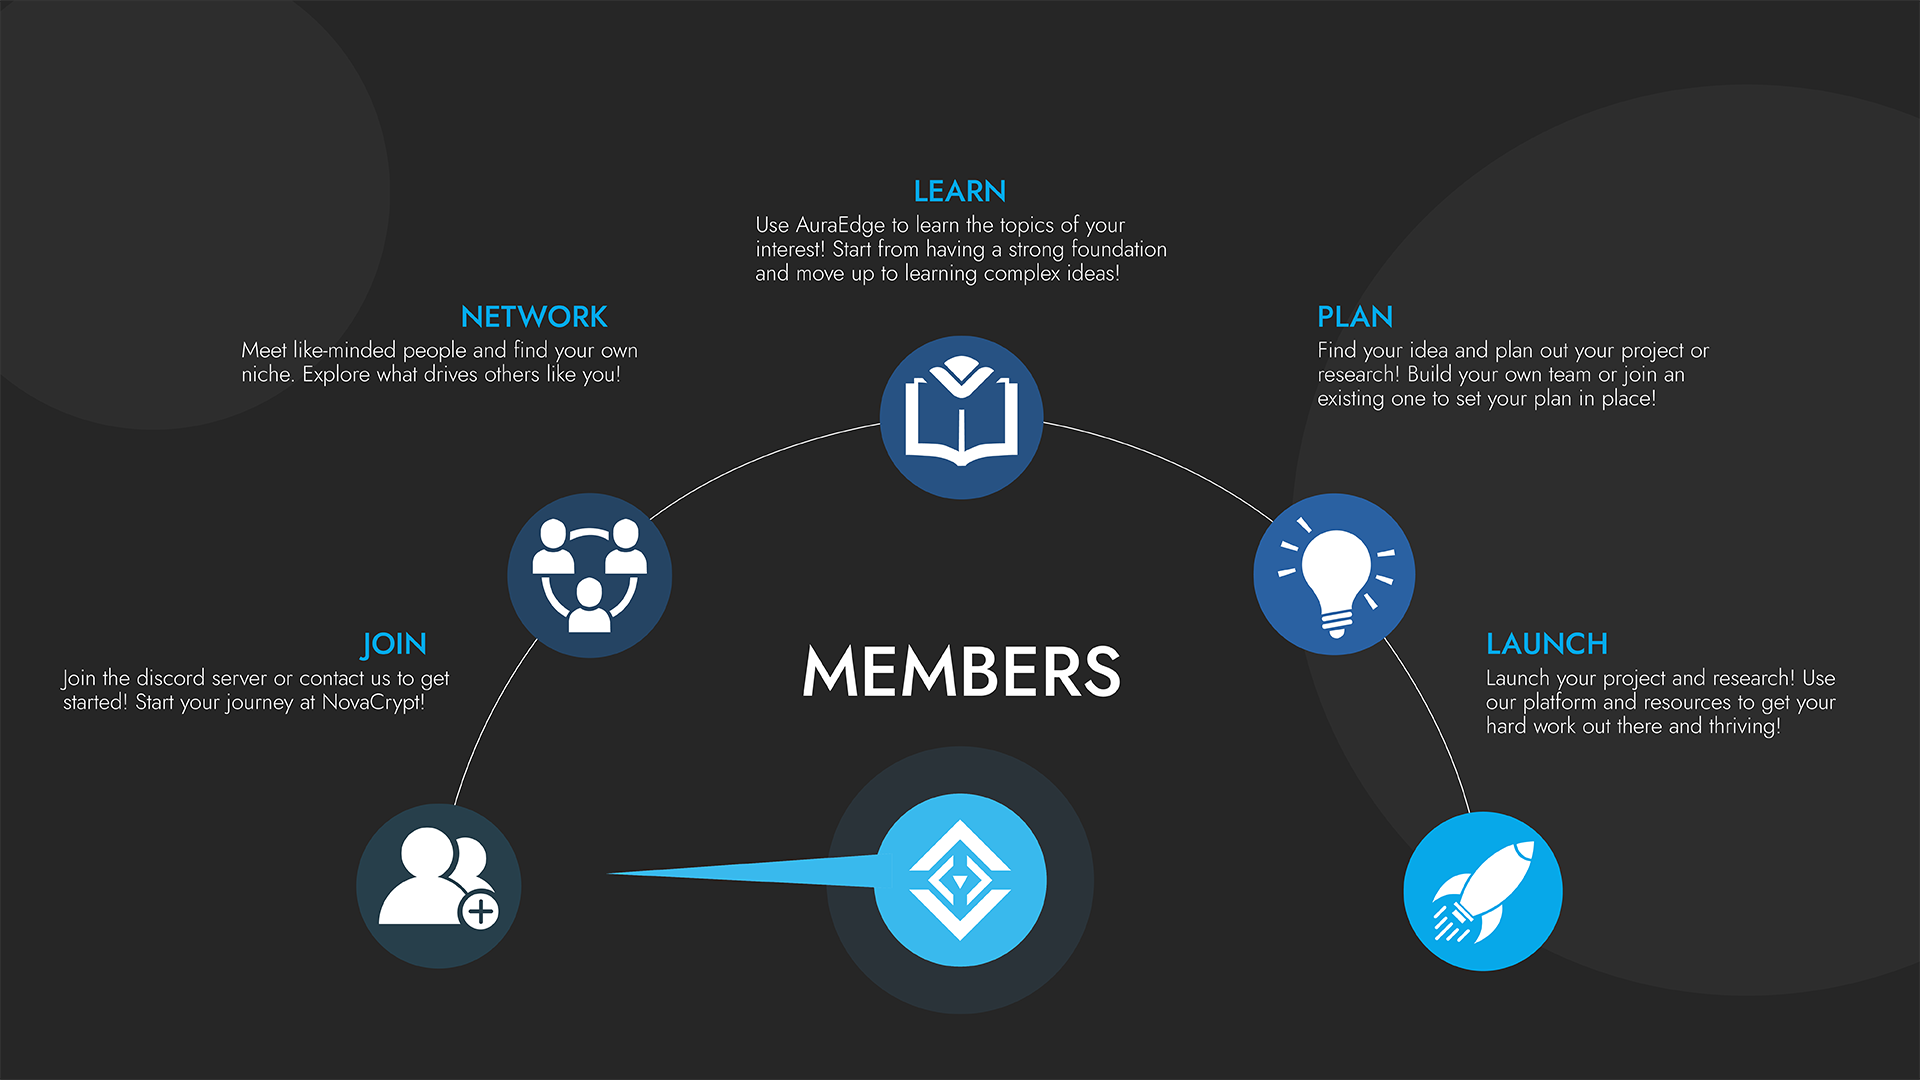 LEARN
Use AuraEdge to learn the topics of your
interest! Start from having a strong foundation
and move up to learning complex ideas!
NETWORK
Meet like-minded people and find your own
niche. Explore what drives others like you!
PLAN
Find your idea and plan out your project or
research! Build your own team or join an
existing one to set your plan in place!
JOIN
Join the discord server or contact us to get
started! Start your journey at NovaCrypt!
MEMBERS
LAUNCH
Launch your project and research! Use
our platform and resources to get your
hard work out there and thriving!